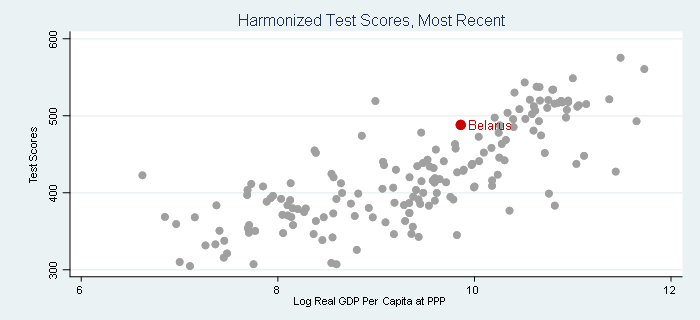 Harmonized Test Scores, Most Recent
600
500
400
300
Test Scores
Belarus
6
8
10
12
Log Real GDP Per Capita at PPP